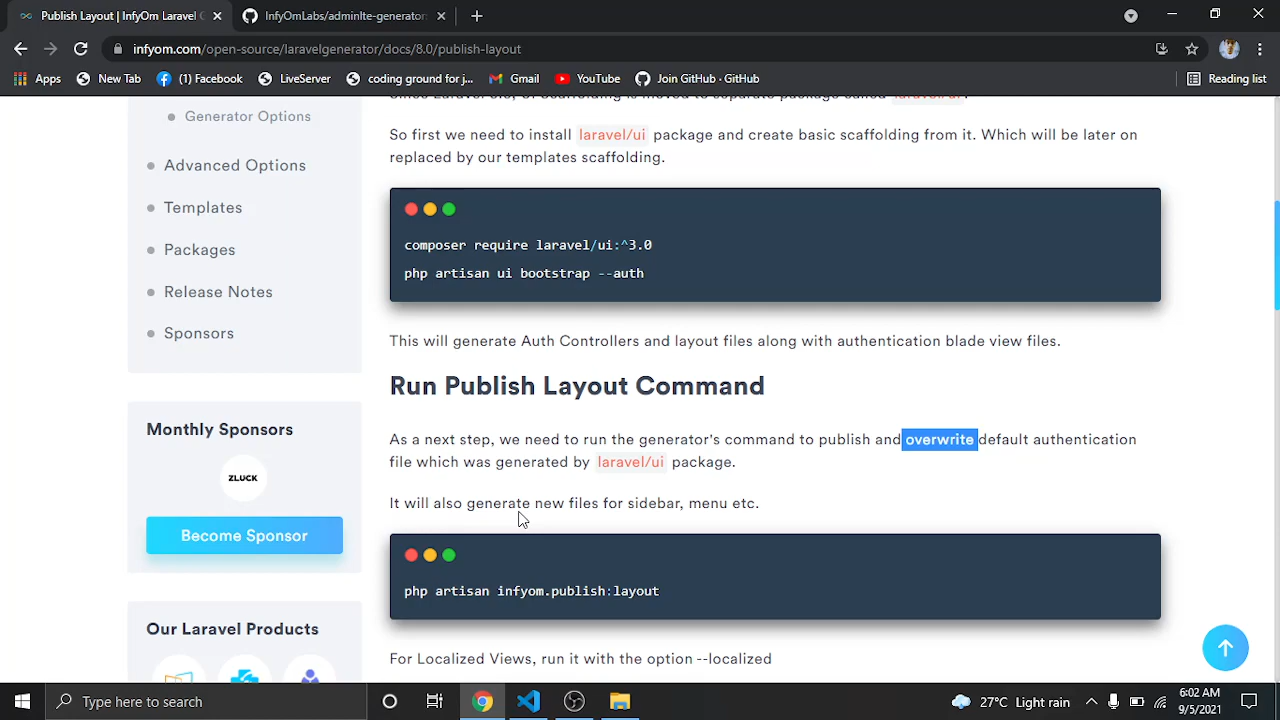 Publish Layout | InfyOm Laravel G
InfyOmLabs/adminlte-generator
infyom.com/open-source/laravelgenerator/docs/8.0/publish-layout
Apps
New Tab
(1) Facebook
LiveServer
coding ground for j...
Gmail
YouTube
Join GitHub · GitHub
Reading list
Generator Options
Advanced Options
Templates
Packages
Release Notes
Sponsors
Monthly Sponsors
ZLUCK
Become Sponsor
Our Laravel Products
So first we need to install laravel/ui package and create basic scaffolding from it. Which will be later on
replaced by our templates scaffolding.
composer require laravel/ui:^3.0
php artisan ui bootstrap --auth
This will generate Auth Controllers and layout files along with authentication blade view files.
Run Publish Layout Command
As a next step, we need to run the generator's command to publish and overwrite default authentication
file which was generated by laravel/ui package.
It will also generate new files for sidebar, menu etc.
php artisan infyom.publish:layout
For Localized Views, run it with the option --localized
Type here to search
27°C Light rain
6:02 AM
9/5/2021